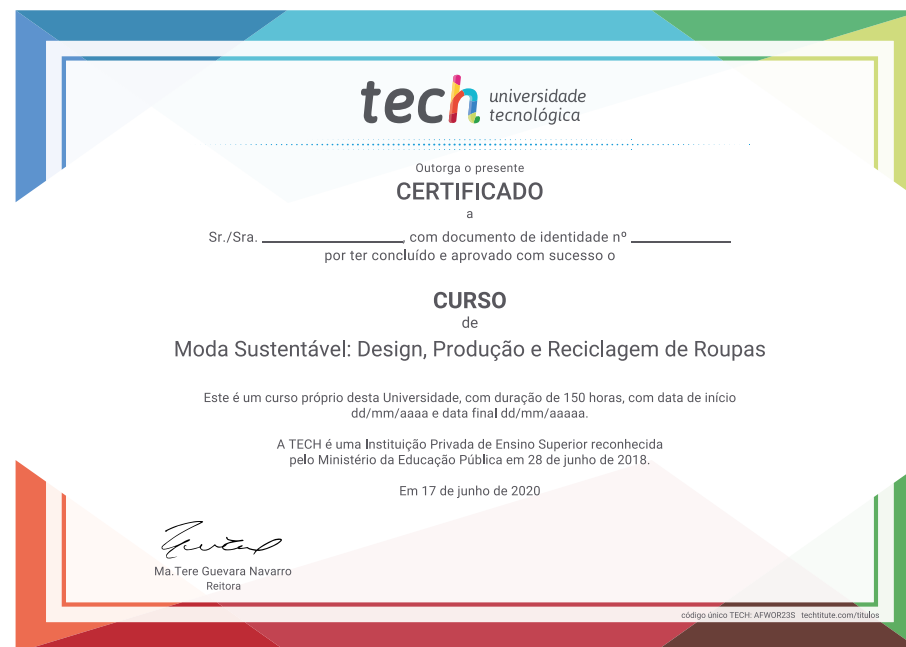 tech universidade
tecnológica
Outorga o presente
CERTIFICADO
a
Sr./Sra. ____________, com documento de identidade nº ____________
por ter concluído e aprovado com sucesso o
CURSO
de
Moda Sustentável: Design, Produção e Reciclagem de Roupas
Este é um curso próprio desta Universidade, com duração de 150 horas, com data de início
dd/mm/aaaa e data final dd/mm/aaaaa.
A TECH é uma Instituição Privada de Ensino Superior reconhecida
pelo Ministério da Educação Pública em 28 de junho de 2018.
Em 17 de junho de 2020
Ma.Tere Guevara Navarro
Reitora
código único TECH: AFWOR23S techtitute.com/títulos